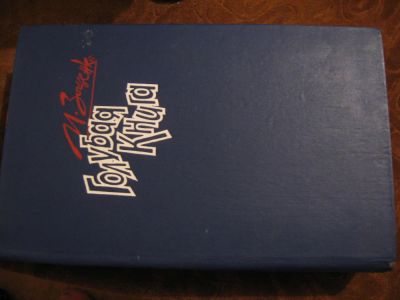 М. Зощенко
Голубая
Книга